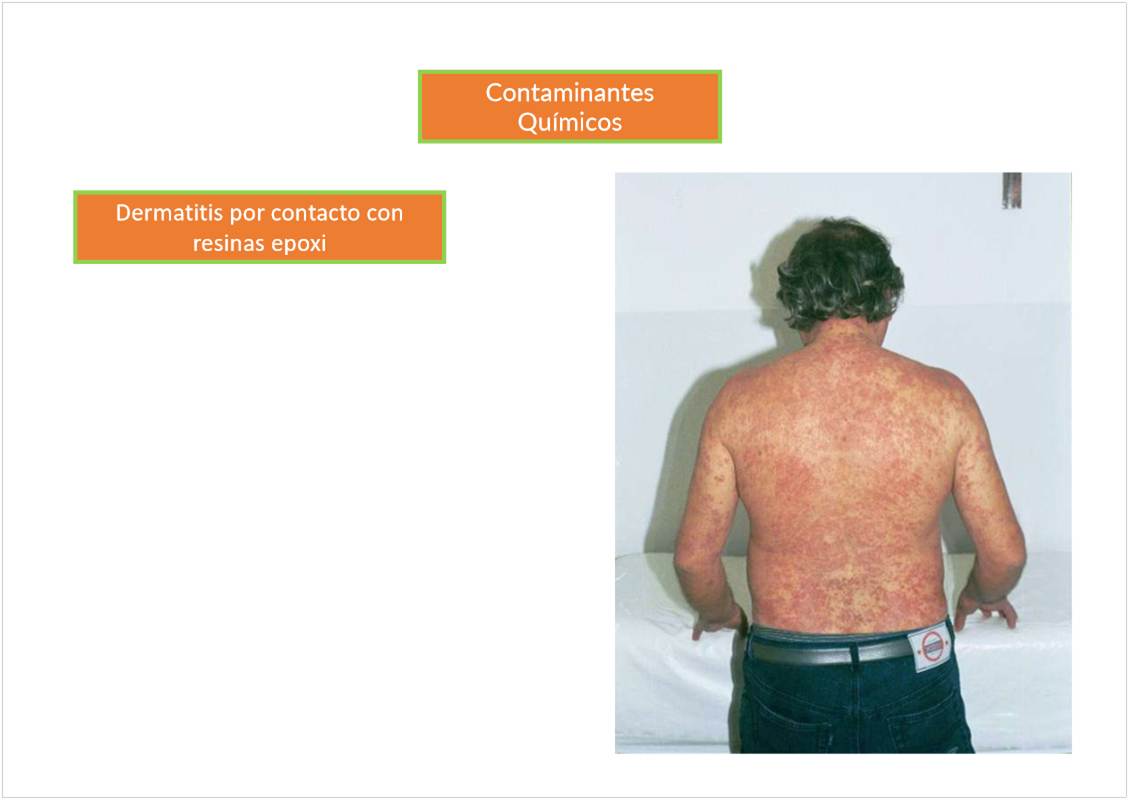 Contaminantes
Químicos
Dermatitis por contacto con
resinas epoxi